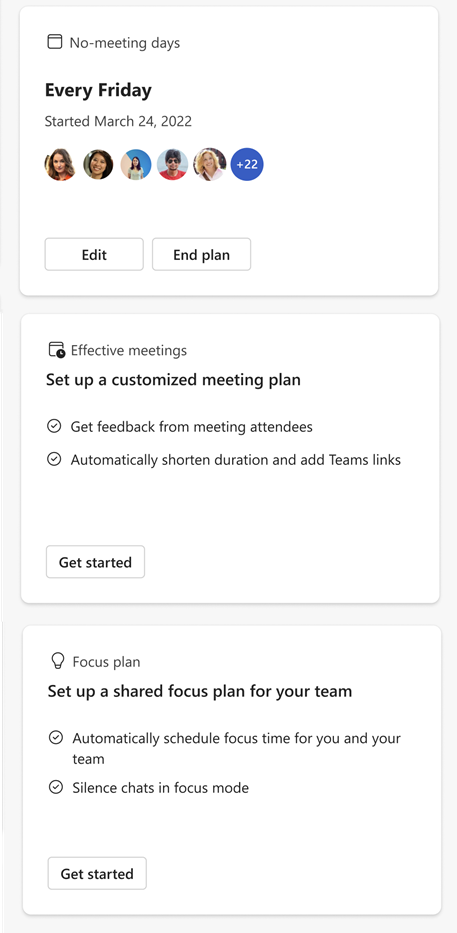 No-meeting days
Every Friday
Started March 24, 2022
+22
Edit
End plan
Effective meetings
Set up a customized meeting plan
Get feedback from meeting attendees
Automatically shorten duration and add Teams links
Get started
Focus plan
Set up a shared focus plan for your team
Automatically schedule focus time for you and your
team
Silence chats in focus mode
Get started